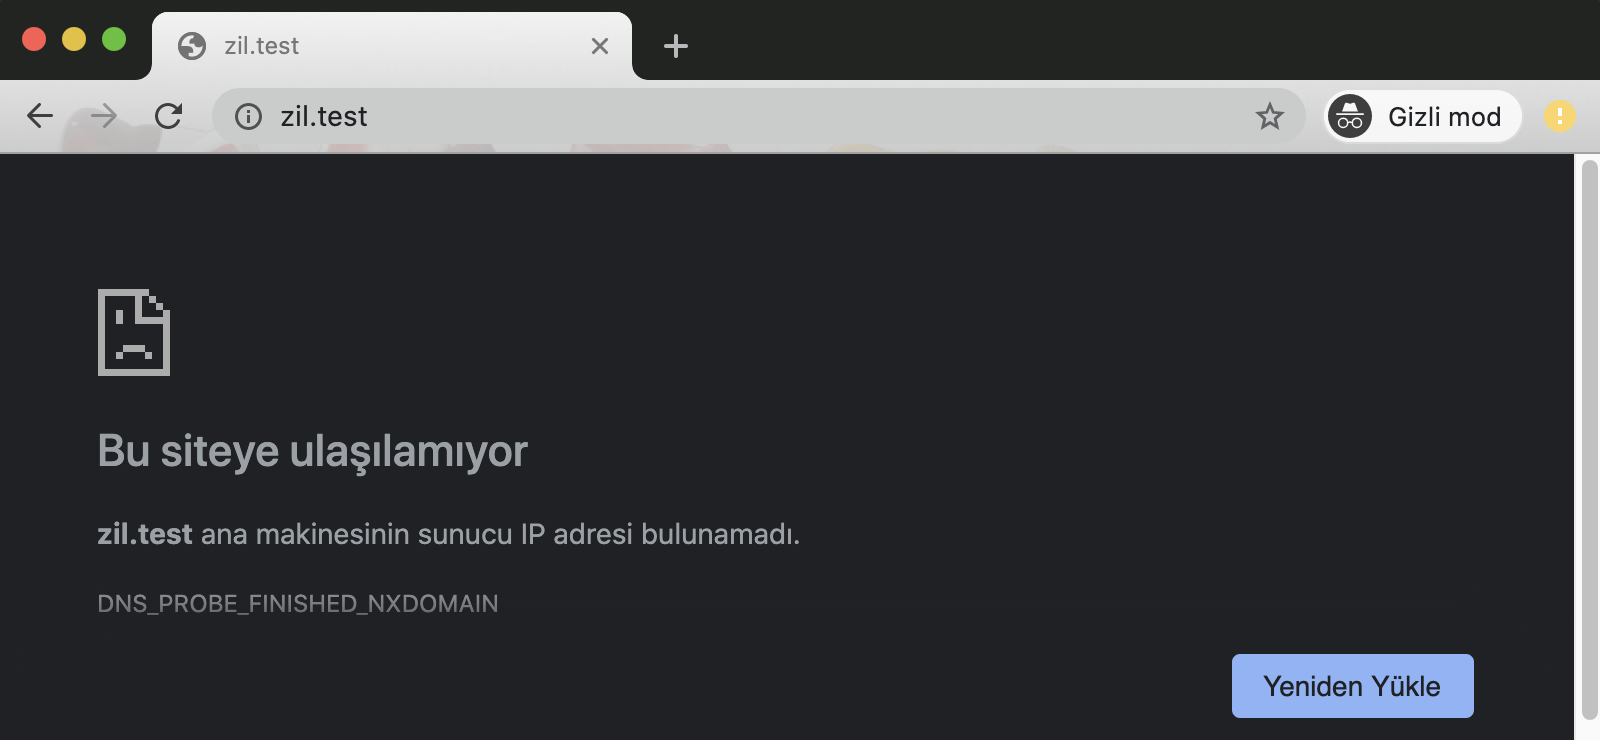 zil.test
zil.test
Gizli mod
Bu siteye ulaşılamıyor
zil.test ana makinesinin sunucu IP adresi bulunamadı.
DNS_PROBE_FINISHED_NXDOMAIN
Yeniden Yükle